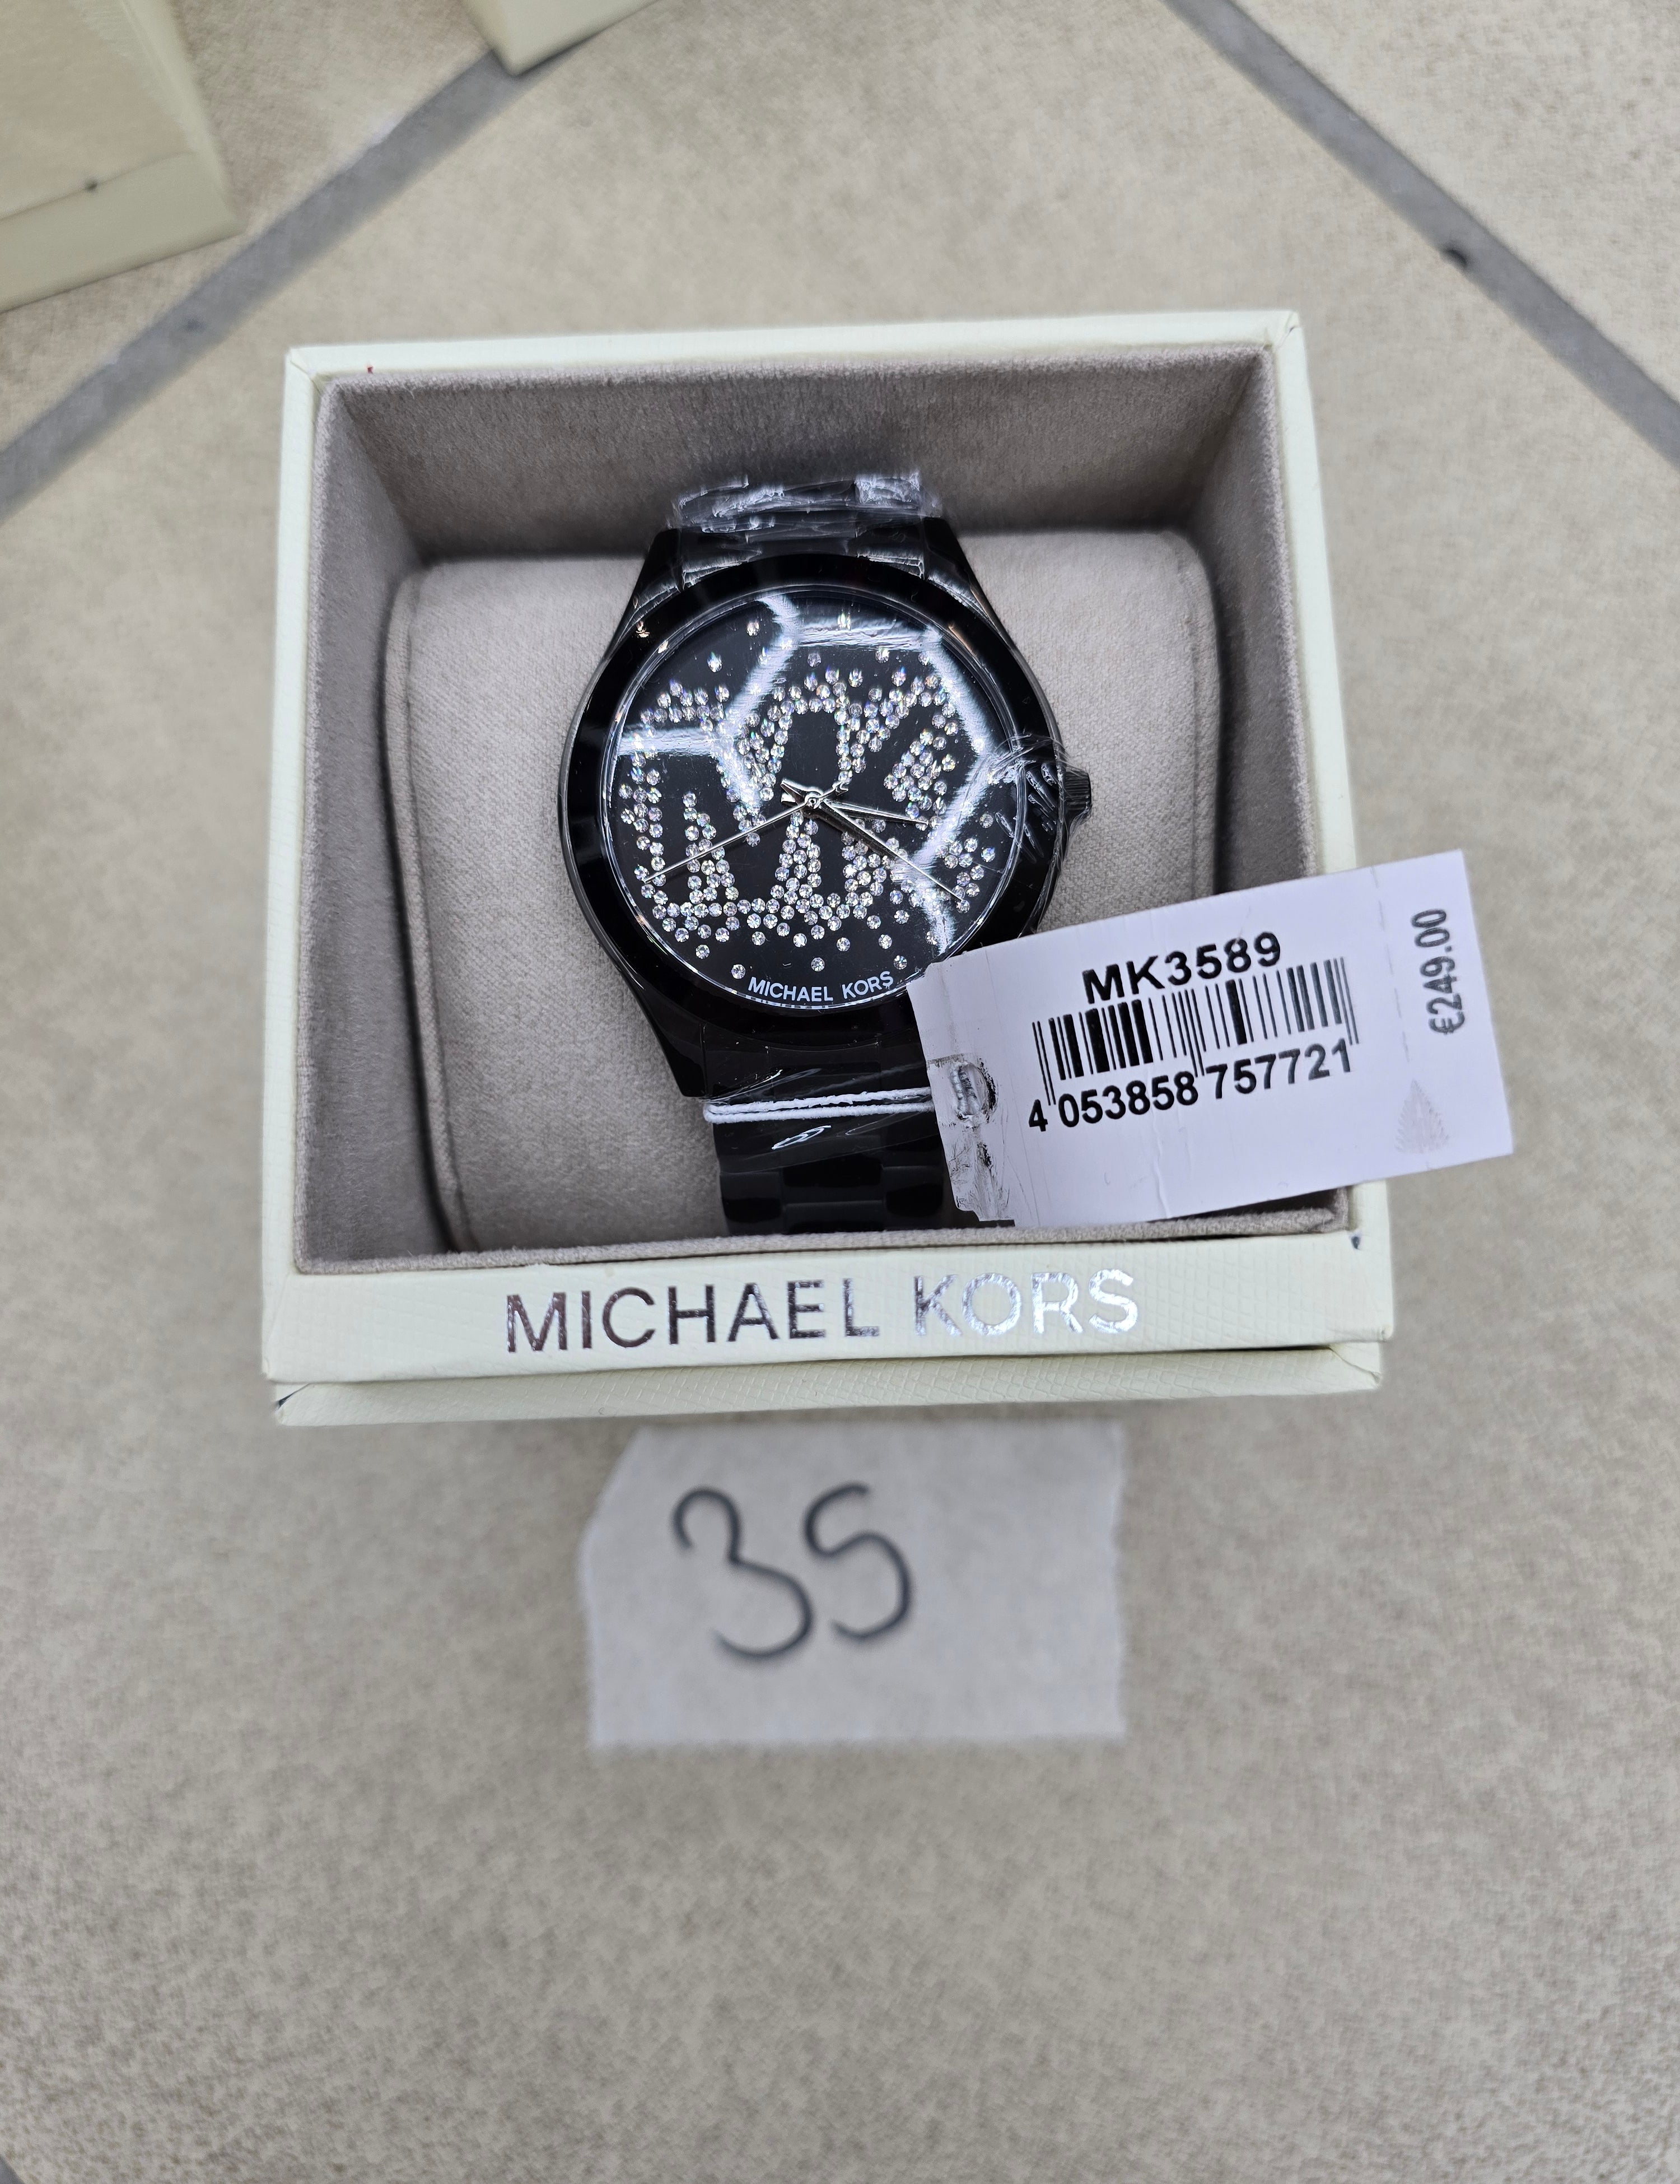 MICHAEL KORS
MK3589
4 053858 757721
€249.00
MICHAEL KORS
35